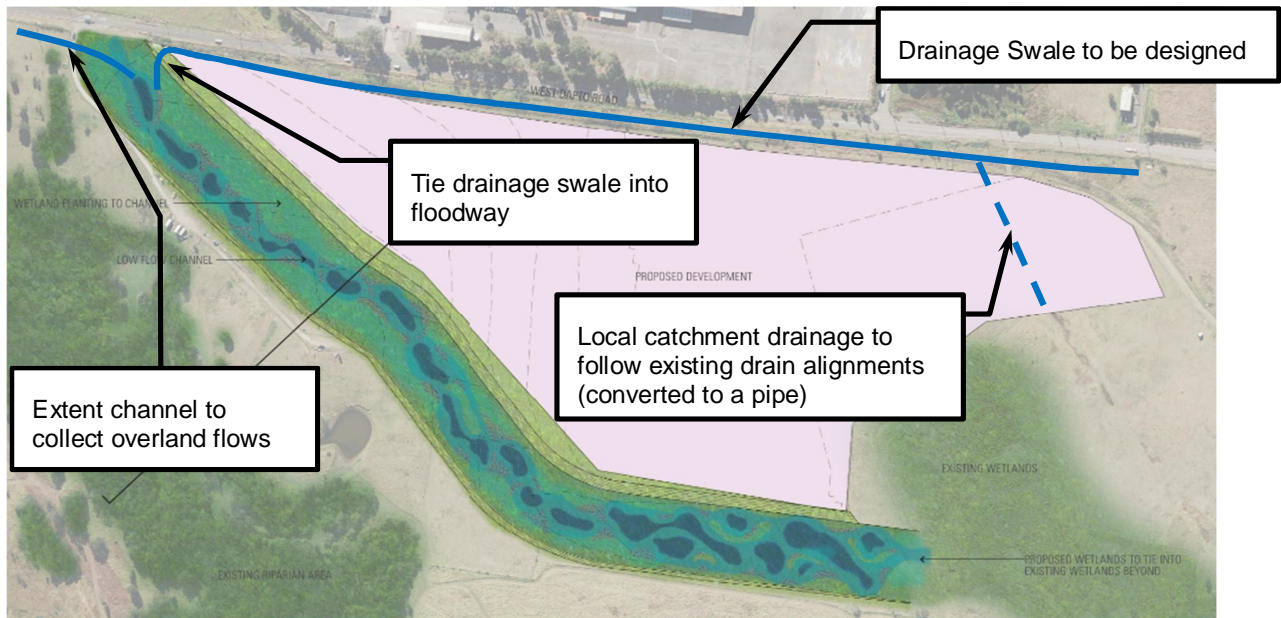 Drainage Swale to be designed
WEST DAPTO ROAD
Tie drainage swale into
floodway
WETLAND PLANTING TO CHANNEL
LOW FLOW CHANNEL
PROPOSED DEVELOPMENT
Local catchment drainage to
follow existing drain alignments
(converted to a pipe)
Extent channel to
collect overland flows
EXISTING WETLANDS
EXISTING RIPARIAN AREA
PROPOSED WETLANDS TO TIE INTO
EXISTING WETLANDS BEYOND